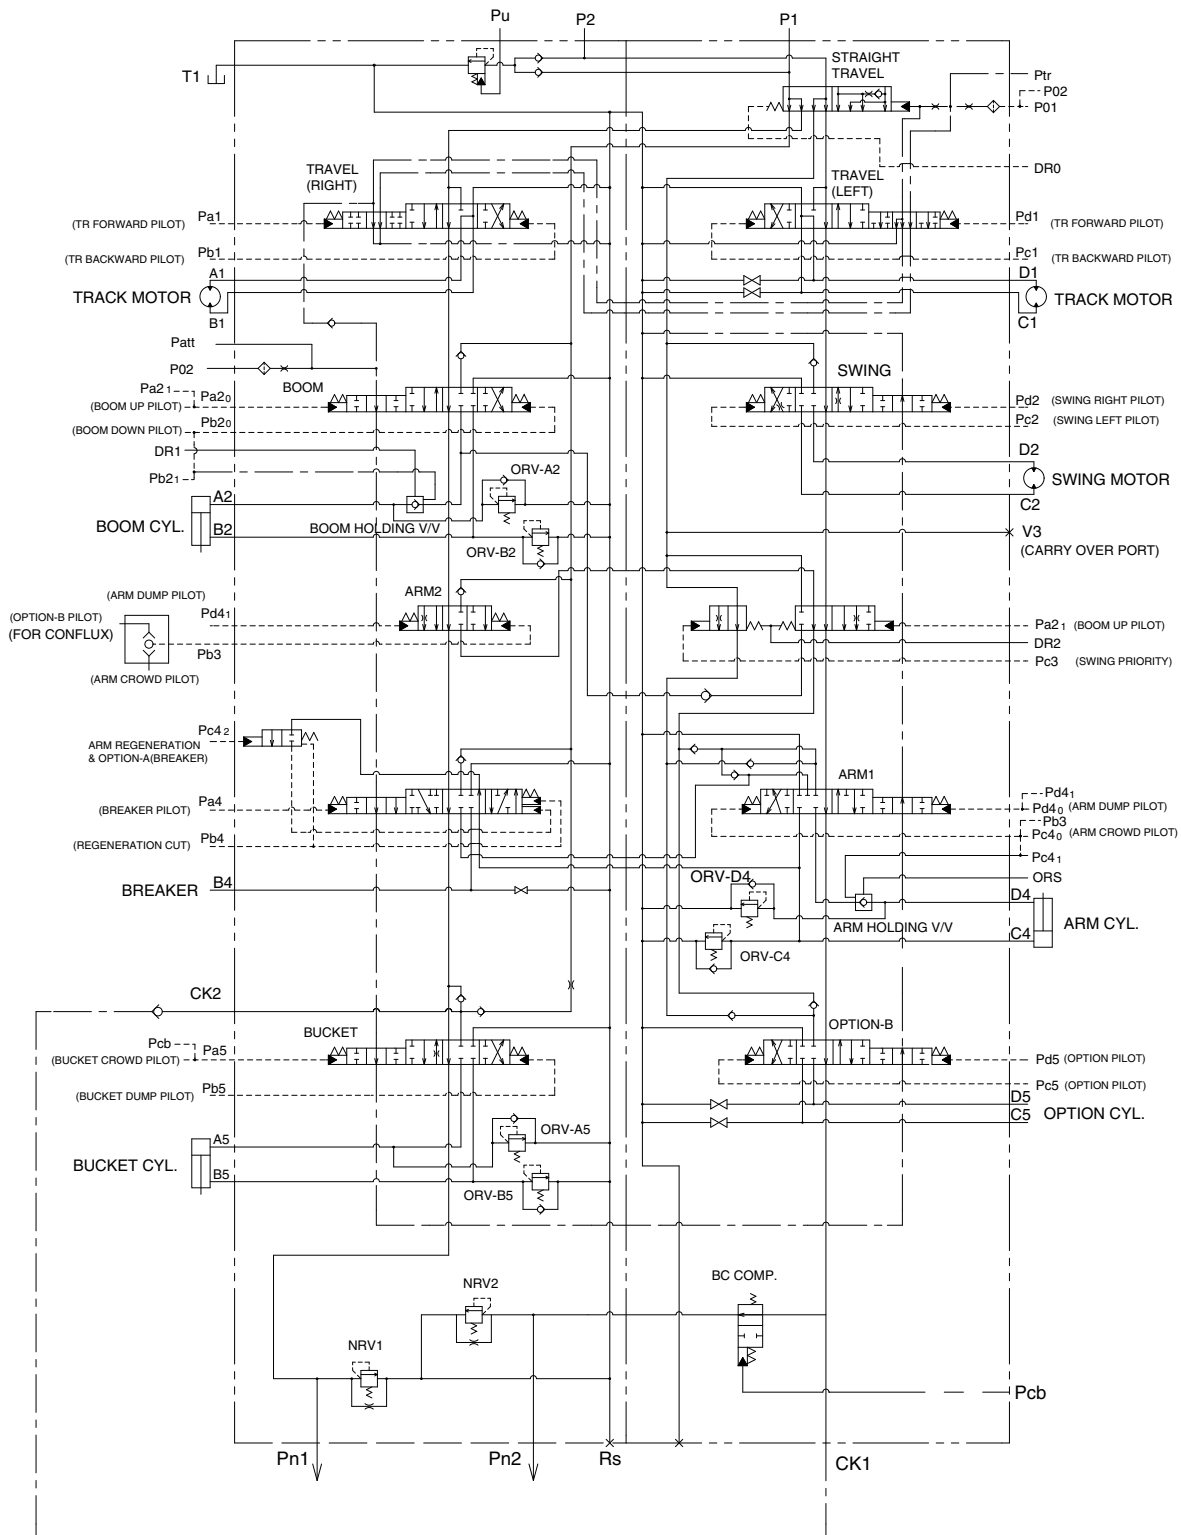 Pu
P2
P1
T1
STRAIGHT
TRAVEL
Ptr
P02
P01
DR0
TRAVEL
(RIGHT)
TRAVEL
(LEFT)
(TR FORWARD PILOT) Pa1
Pd1 (TR FORWARD PILOT)
(TR BACKWARD PILOT) Pb1
Pc1 (TR BACKWARD PILOT)
A1
D1
TRACK MOTOR
TRACK MOTOR
B1
C1
Patt
P02
BOOM
SWING
Pa21
Pa20
(BOOM UP PILOT)
Pd2 (SWING RIGHT PILOT)
Pb20
(BOOM DOWN PILOT)
Pc2 (SWING LEFT PILOT)
DR1
Pb21
D2
SWING MOTOR
C2
ORV-A2
A2
BOOM CYL.
B2
BOOM HOLDING V/V
ORV-B2
V3
(CARRY OVER PORT)
(ARM DUMP PILOT)
ARM2
(OPTION-B PILOT)
Pd41
(FOR CONFLUX)
Pb3
(ARM CROWD PILOT)
Pa21 (BOOM UP PILOT)
DR2
Pc3 (SWING PRIORITY)
Pc42
ARM REGENERATION
& OPTION-A(BREAKER)
ARM1
(BREAKER PILOT) Pa4
Pd41
Pd40 (ARM DUMP PILOT)
Pb3
(REGENERATION CUT) Pb4
Pc40 (ARM CROWD PILOT)
Pc41
BREAKER B4
ORV-D4
ORS
D4
ARM HOLDING V/V
ARM CYL.
C4
ORV-C4
CK2
BUCKET
OPTION-B
Pcb
(BUCKET CROWD PILOT) Pa5
Pd5 (OPTION PILOT)
(BUCKET DUMP PILOT) Pb5
Pc5 (OPTION PILOT)
D5
C5 OPTION CYL.
ORV-A5
A5
BUCKET CYL.
B5
ORV-B5
BC COMP.
NRV2
NRV1
Pcb
Pn1
Pn2
Rs
CK1